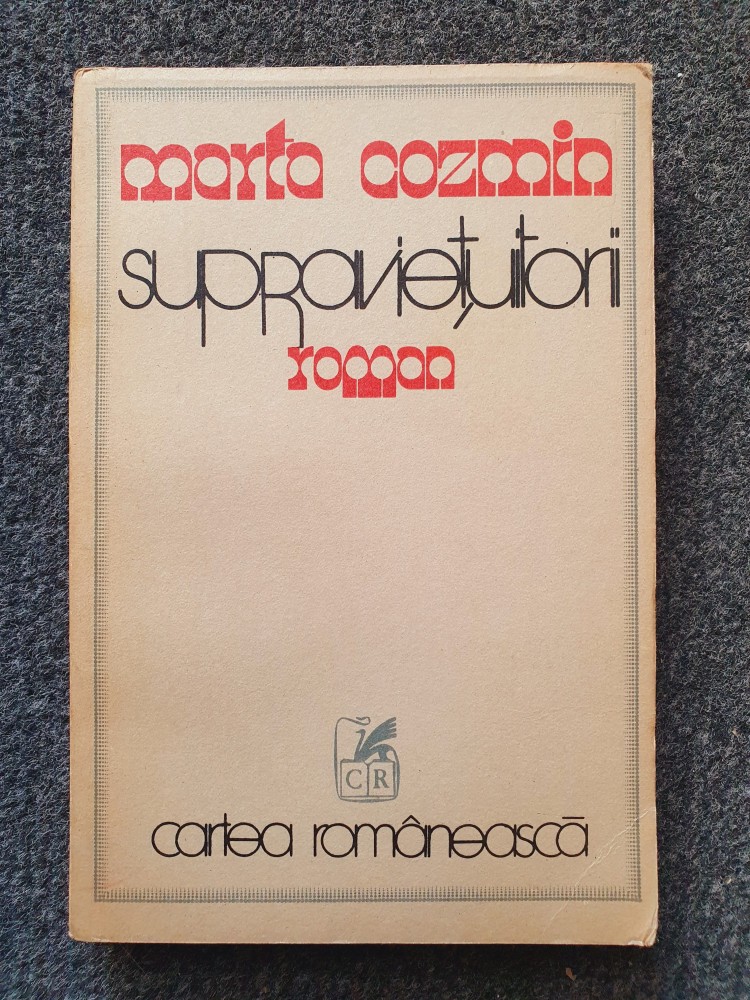 marta cozmin
supraviețuitorii
roman
CR
cartea românească